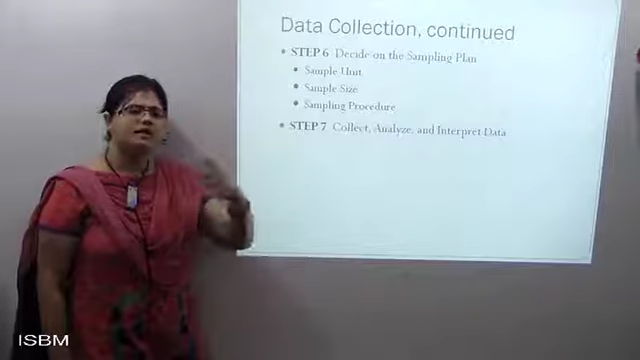 Data Collection, continued
• STEP 6 Decide on the Sampling Plan
• Sample Unit
• Sample Size
• Sampling Procedure
• STEP 7 Collect, Analyze, and Interpret Data
ISBM